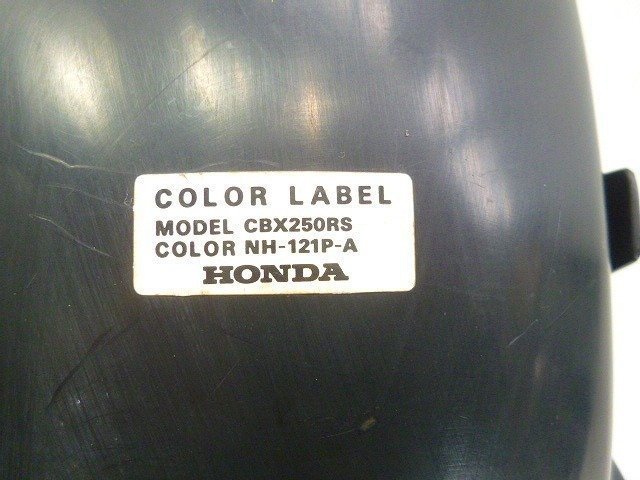 COLOR LABEL
MODEL CBX250RS
COLOR NH-121P-A
HONDA